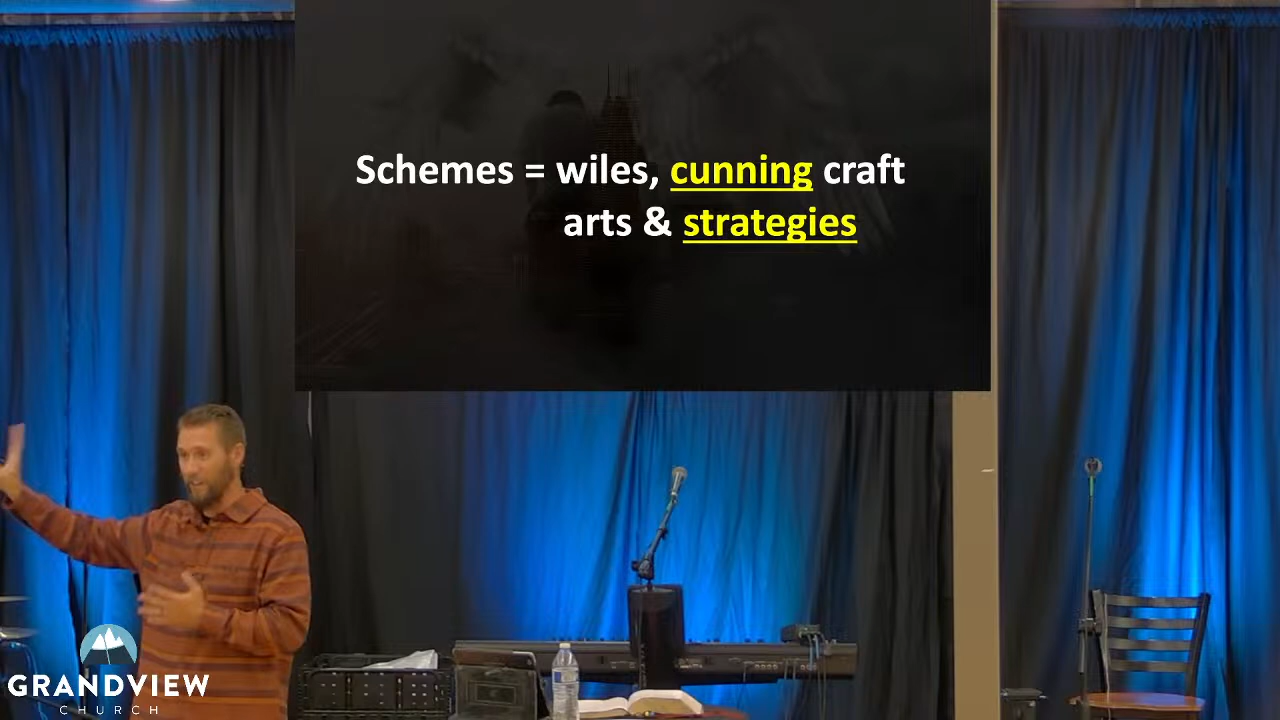 Schemes = wiles, cunning craft
arts & strategies
GRANDVIEW
CHURCH